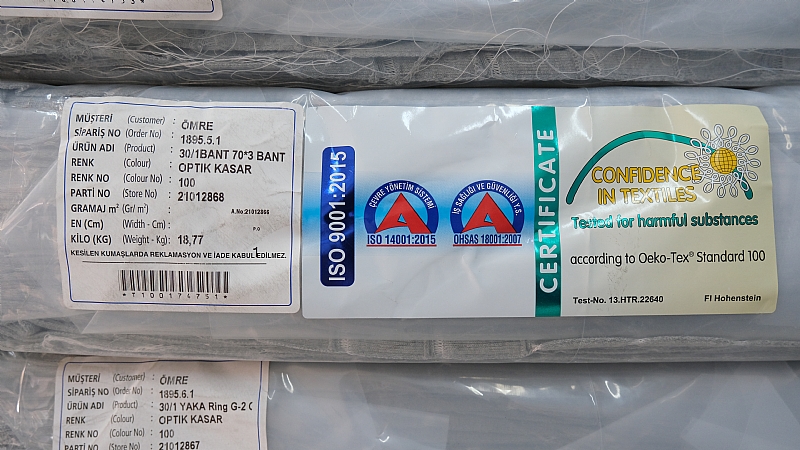 MÜŞTERİ (Customer) : ÖMRE
SİPARİŞ NO (Order No) : 1895.5.1
ÜRÜN ADI (Product) : 30/1BANT 70*3 BANT
RENK (Colour) : OPTIK KASAR
RENK NO (Colour No) : 100
PARTİ NO (Store No) : 21012868
GRAMAJ m² (Gr/ m²) : A.No:21012866
EN (Cm) (Width - Cm) : P.O
KİLO (KG) (Weight - Kg) : 18,77
1
KESİLEN KUMAŞLARDA REKLAMASYON VE İADE KABUL EDİLMEZ.
*T100174751*
ISO 9001:2015
ÇEVRE YÖNETİM SİSTEMİ
ISO 14001:2015
İŞ SAĞLIĞI VE GÜVENLİĞİ Y.S.
OHSAS 18001:2007
CERTIFICATE
CONFIDENCE
IN TEXTILES
Tested for harmful substances
according to Oeko-Tex® Standard 100
Test-No. 13.HTR.22640 FI Hohenstein
MÜŞTERİ (Customer) : ÖMRE
SİPARİŞ NO (Order No) : 1895.6.1
ÜRÜN ADI (Product) : 30/1 YAKA Ring G-2
RENK (Colour) : OPTIK KASAR
RENK NO (Colour No) : 100
PARTİ NO (Store No) : 21012867